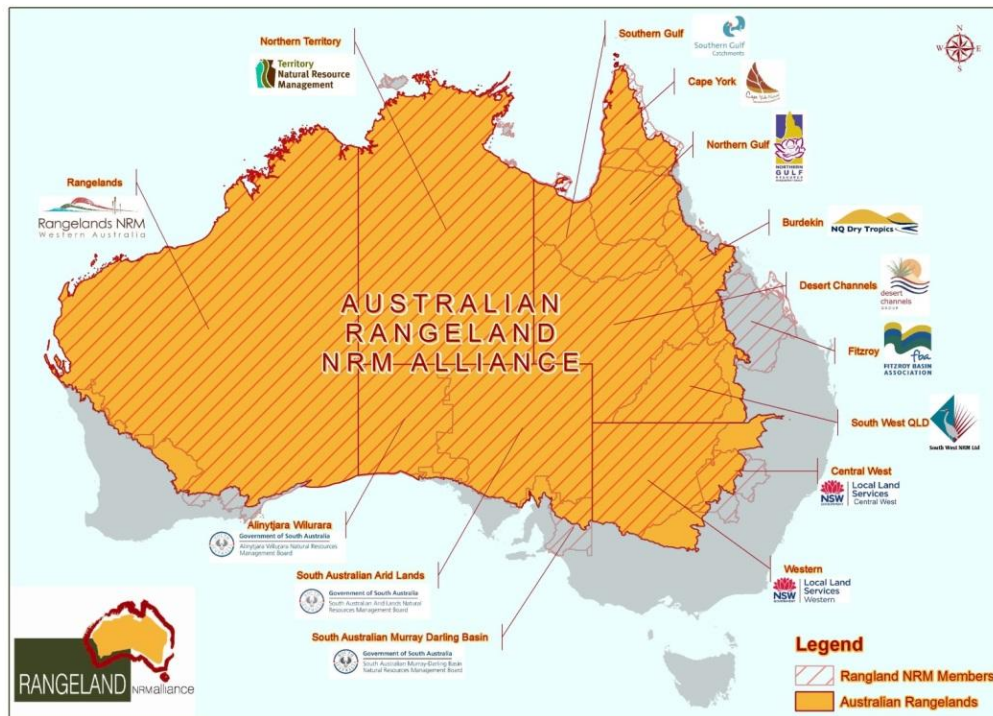 Northern Territory
Territory
Natural Resource
Management
Southern Gulf
Southern Gulf
Catchments
N
W E
S
Cape York
Northern Gulf
NORTHERN
GULF
Rangelands
Rangelands NRM
Western Australia
Burdekin
NQ Dry Tropics
Desert Channels
desert
channels
GROUP
AUSTRALIAN
RANGELAND
NRM ALLIANCE
Fitzroy
fba
FITZROY BASIN
ASSOCIATION
South West QLD
South West NRM Ltd
Central West
NSW
Local Land
Services
Central West
Alinytjara Wilurara
Government of South Australia
Alinytjara Wilurara Natural Resources
Management Board
South Australian Arid Lands
Government of South Australia
South Australian Arid Lands Natural
Resources Management Board
Western
NSW
Local Land
Services
Western
South Australian Murray Darling Basin
Government of South Australia
South Australian Murray-Darling Basin
Natural Resources Management Board
RANGELAND NRMalliance
Legend
Rangland NRM Members
Australian Rangelands